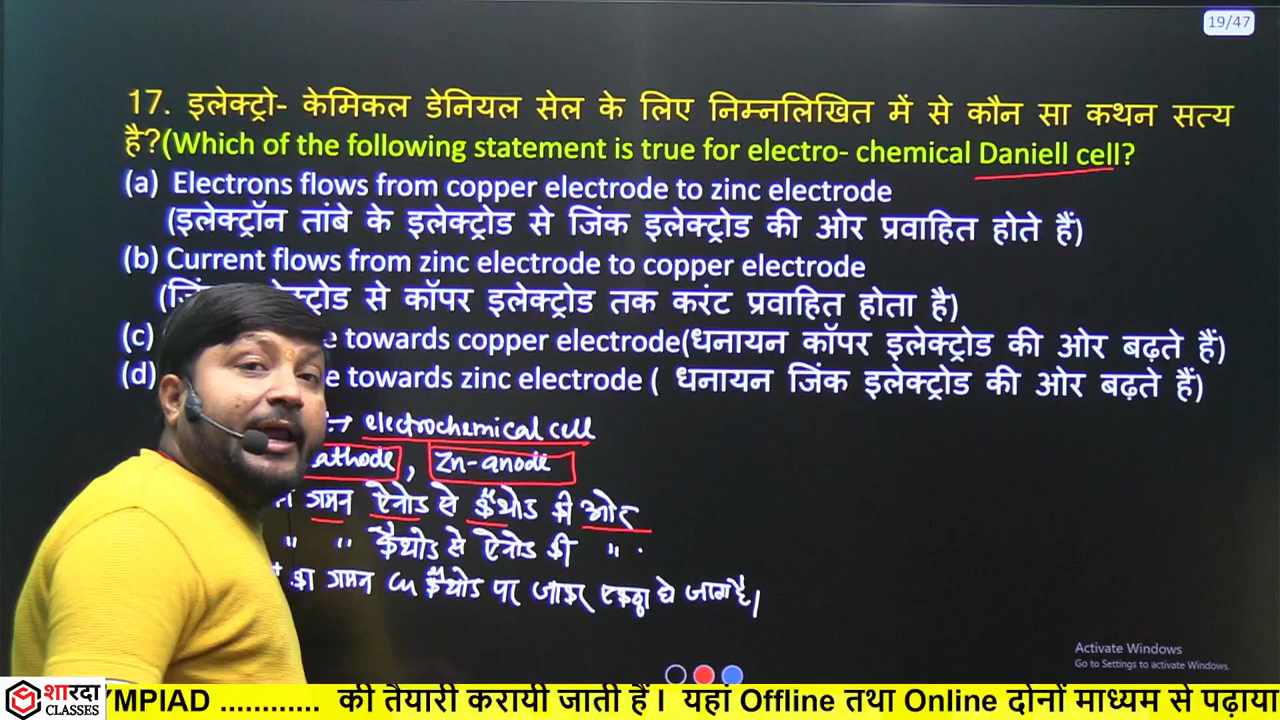 19/47
17. इलेक्ट्रो- केमिकल डेनियल सेल के लिए निम्नलिखित में से कौन सा कथन सत्य
है?(Which of the following statement is true for electro- chemical Daniell cell?
(a) Electrons flows from copper electrode to zinc electrode
(इलेक्ट्रॉन तांबे के इलेक्ट्रोड से जिंक इलेक्ट्रोड की ओर प्रवाहित होते हैं)
(b) Current flows from zinc electrode to copper electrode
से कॉपर इलेक्ट्रोड तक करंट प्रवाहित होता है)
(c) towards copper electrode(धनायन कॉपर इलेक्ट्रोड की ओर बढ़ते हैं)
(d) towards zinc electrode ( धनायन जिंक इलेक्ट्रोड की ओर बढ़ते हैं)
electrochemical cell
athode, Zn-anode
गमन ऐनोड से कैथोड की ओर
" " कैथोड से ऐनोड की "
का गमन Cu कैथोड पर जाकर हो जाते है।
Activate Windows
Go to Settings to activate Windows.
शारदा
CLASSES
YMPIAD ............ की तैयारी करायी जाती हैं। यहां Offline तथा Online दोनों माध्यम से पढ़ाया